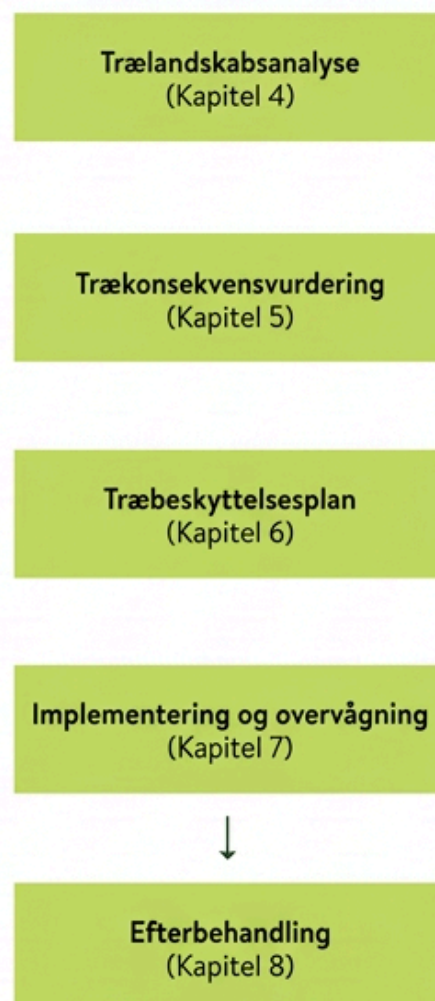 Trælandskabsanalyse
(Kapitel 4)
Trækonsekvensvurdering
(Kapitel 5)
Træbeskyttelsesplan
(Kapitel 6)
Implementering og overvågning
(Kapitel 7)
Efterbehandling
(Kapitel 8)